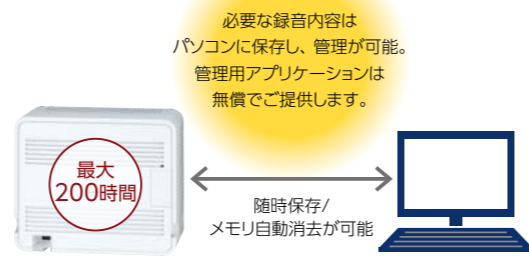 必要な録音内容は
パソコンに保存し、管理が可能。
管理用アプリケーションは
無償でご提供します。
最大
200時間
随時保存/
メモリ自動消去が可能